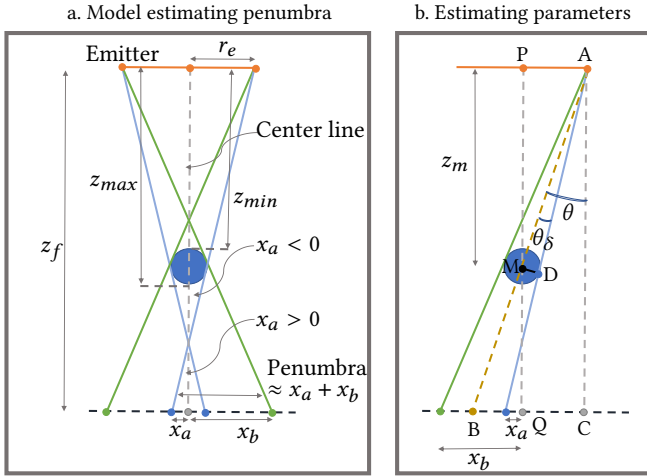 a. Model estimating penumbra
b. Estimating parameters
Emitter
r_e
Center line
z_max
z_min
z_f
x_a < 0
x_a > 0
Penumbra
≈ x_a + x_b
x_a
x_b
P
A
z_m
θ
θ_δ
M
D
B
x_a
Q
C
x_b